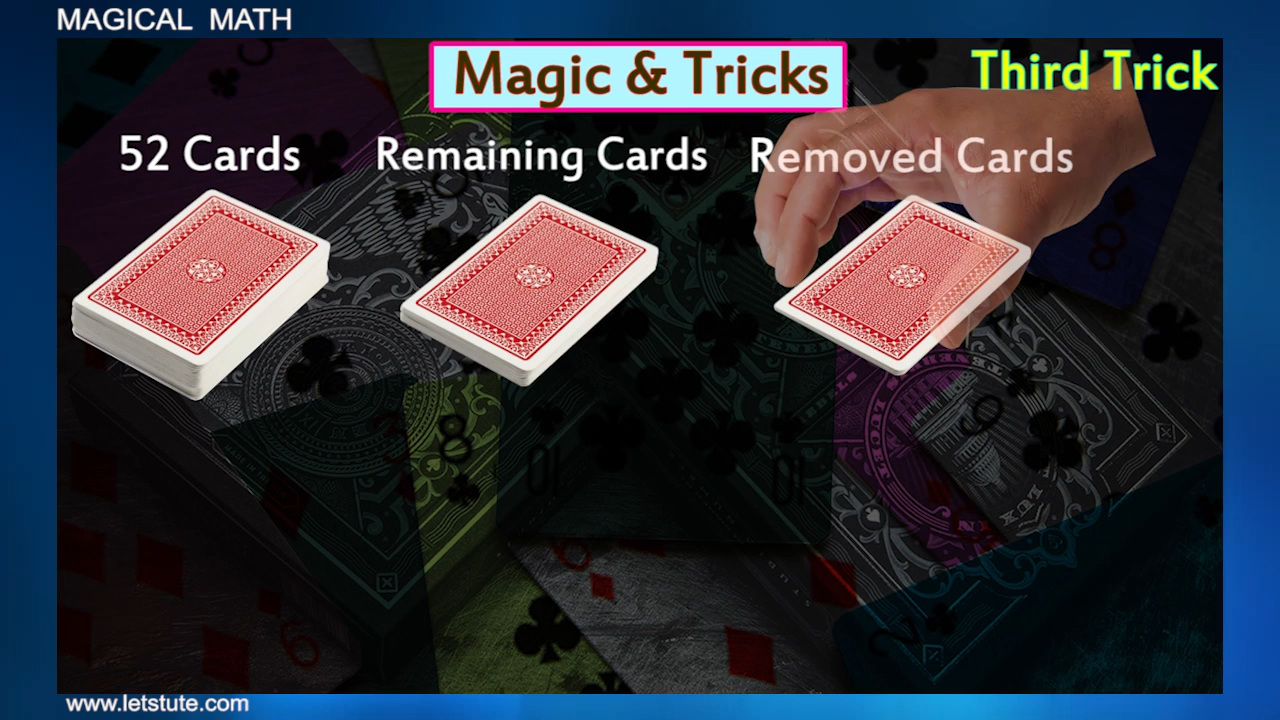 MAGICAL MATH
Magic & Tricks
Third Trick
52 Cards
Remaining Cards
Removed Cards
www.letstute.com